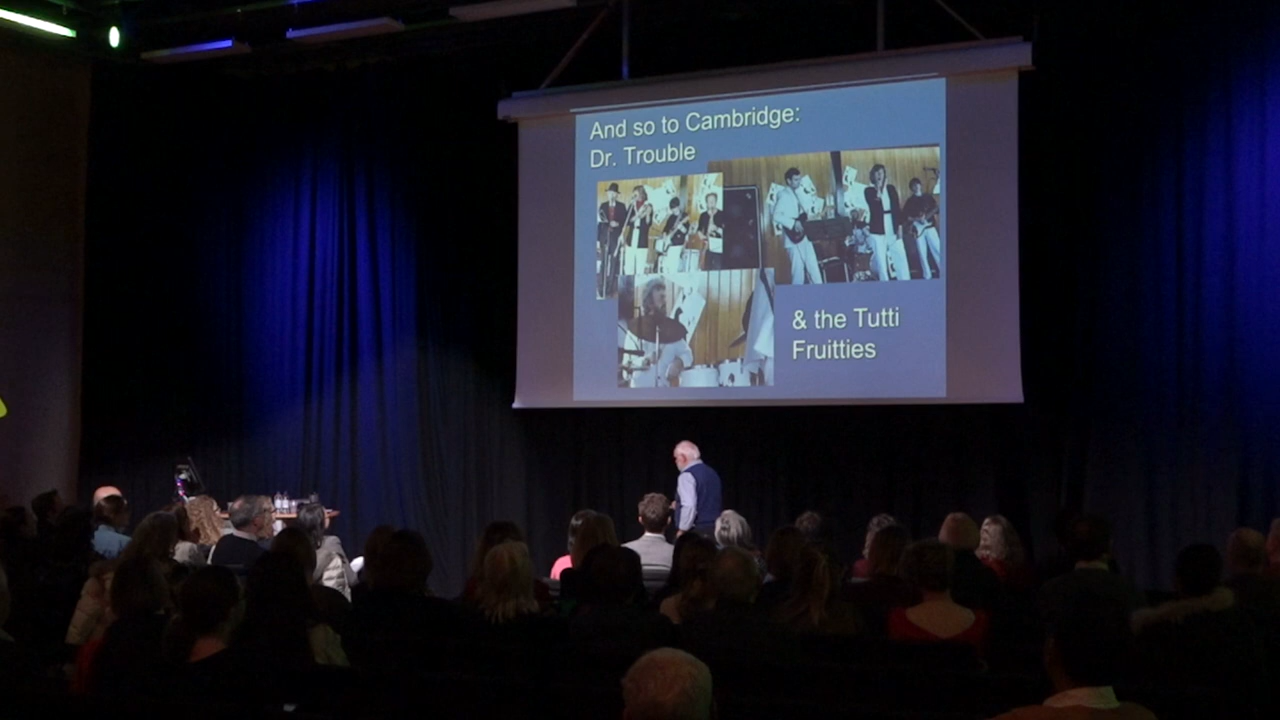 And so to Cambridge:
Dr. Trouble
& the Tutti
Fruitties